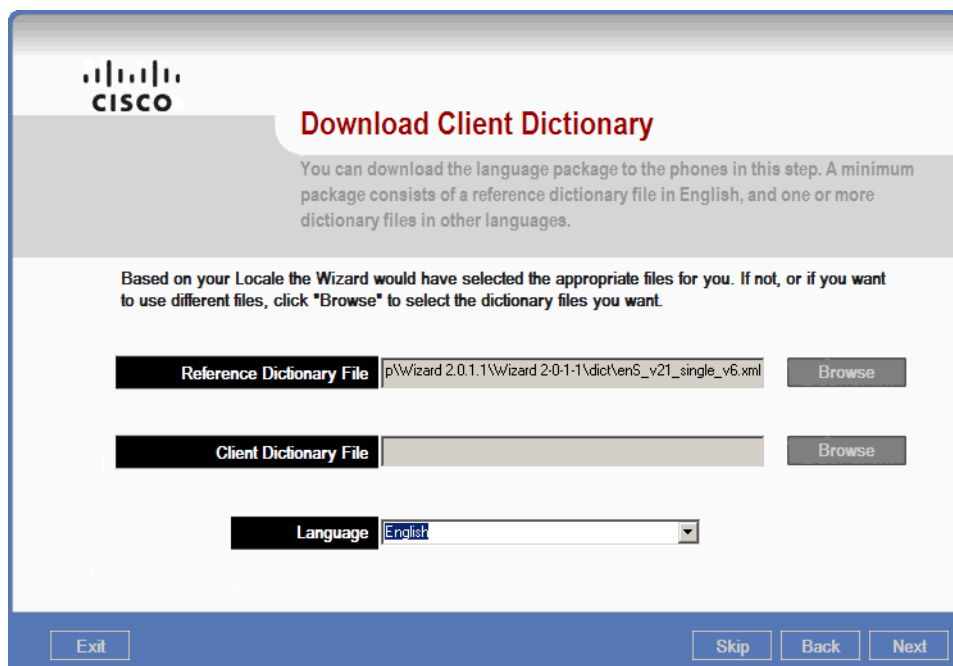 CISCO
Download Client Dictionary
You can download the language package to the phones in this step. A minimum
package consists of a reference dictionary file in English, and one or more
dictionary files in other languages.
Based on your Locale the Wizard would have selected the appropriate files for you. If not, or if you want
to use different files, click "Browse" to select the dictionary files you want.
Reference Dictionary File p\Wizard 2.0.1.1\Wizard 2-0-1-1\dict\enS_v21_single_v6.xml Browse
Client Dictionary File Browse
Language English
Exit Skip Back Next